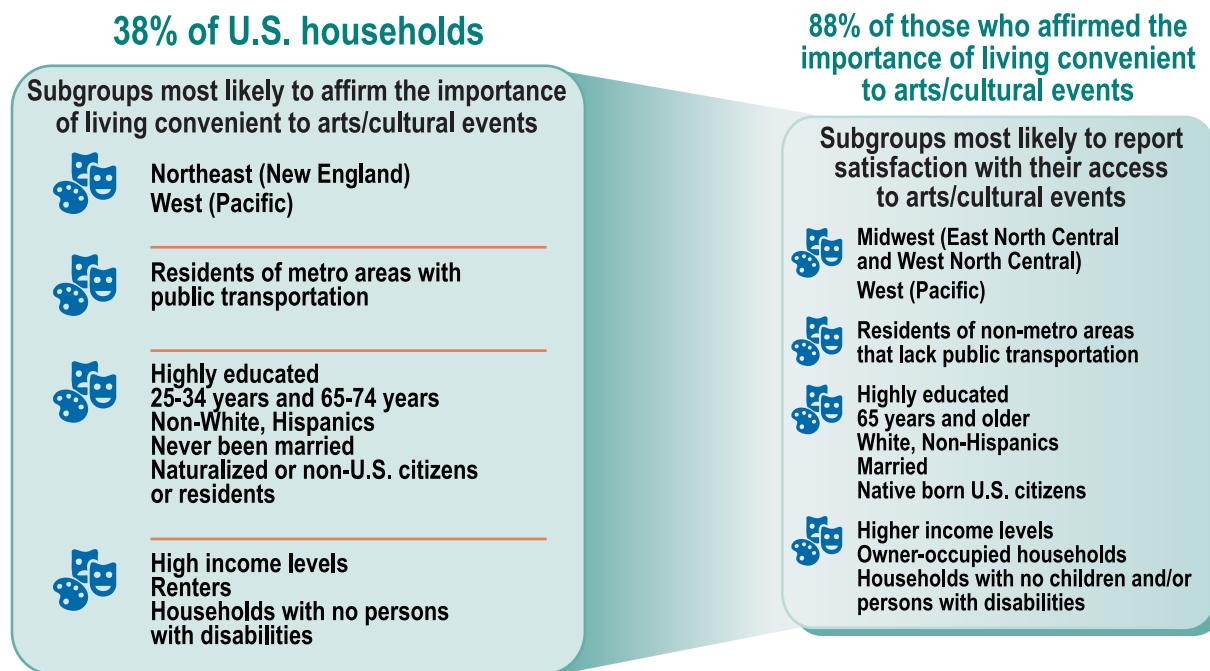 38% of U.S. households
Subgroups most likely to affirm the importance
of living convenient to arts/cultural events
Northeast (New England)
West (Pacific)
Residents of metro areas with
public transportation
Highly educated
25-34 years and 65-74 years
Non-White, Hispanics
Never been married
Naturalized or non-U.S. citizens
or residents
High income levels
Renters
Households with no persons
with disabilities
88% of those who affirmed the
importance of living convenient
to arts/cultural events
Subgroups most likely to report
satisfaction with their access
to arts/cultural events
Midwest (East North Central
and West North Central)
West (Pacific)
Residents of non-metro areas
that lack public transportation
Highly educated
65 years and older
White, Non-Hispanics
Married
Native born U.S. citizens
Higher income levels
Owner-occupied households
Households with no children and/or
persons with disabilities